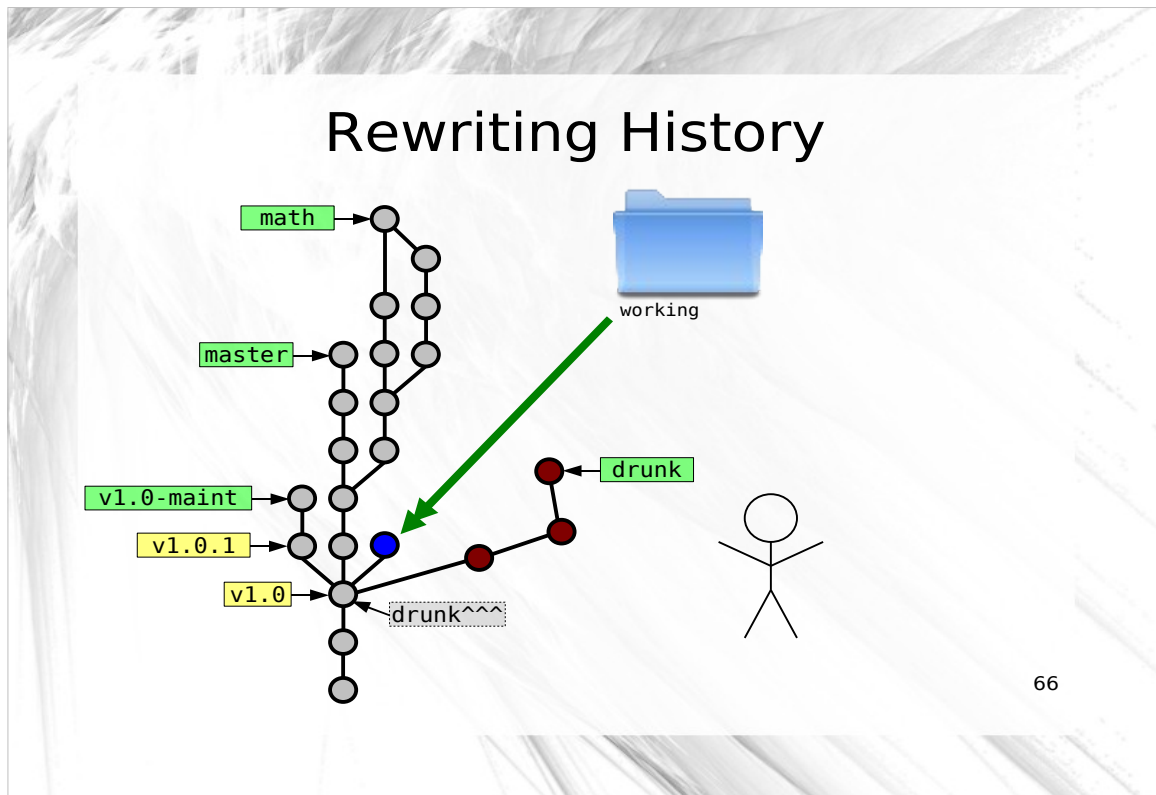 Rewriting History
math
working
master
drunk
v1.0-maint
v1.0.1
v1.0
drunk^^^
66